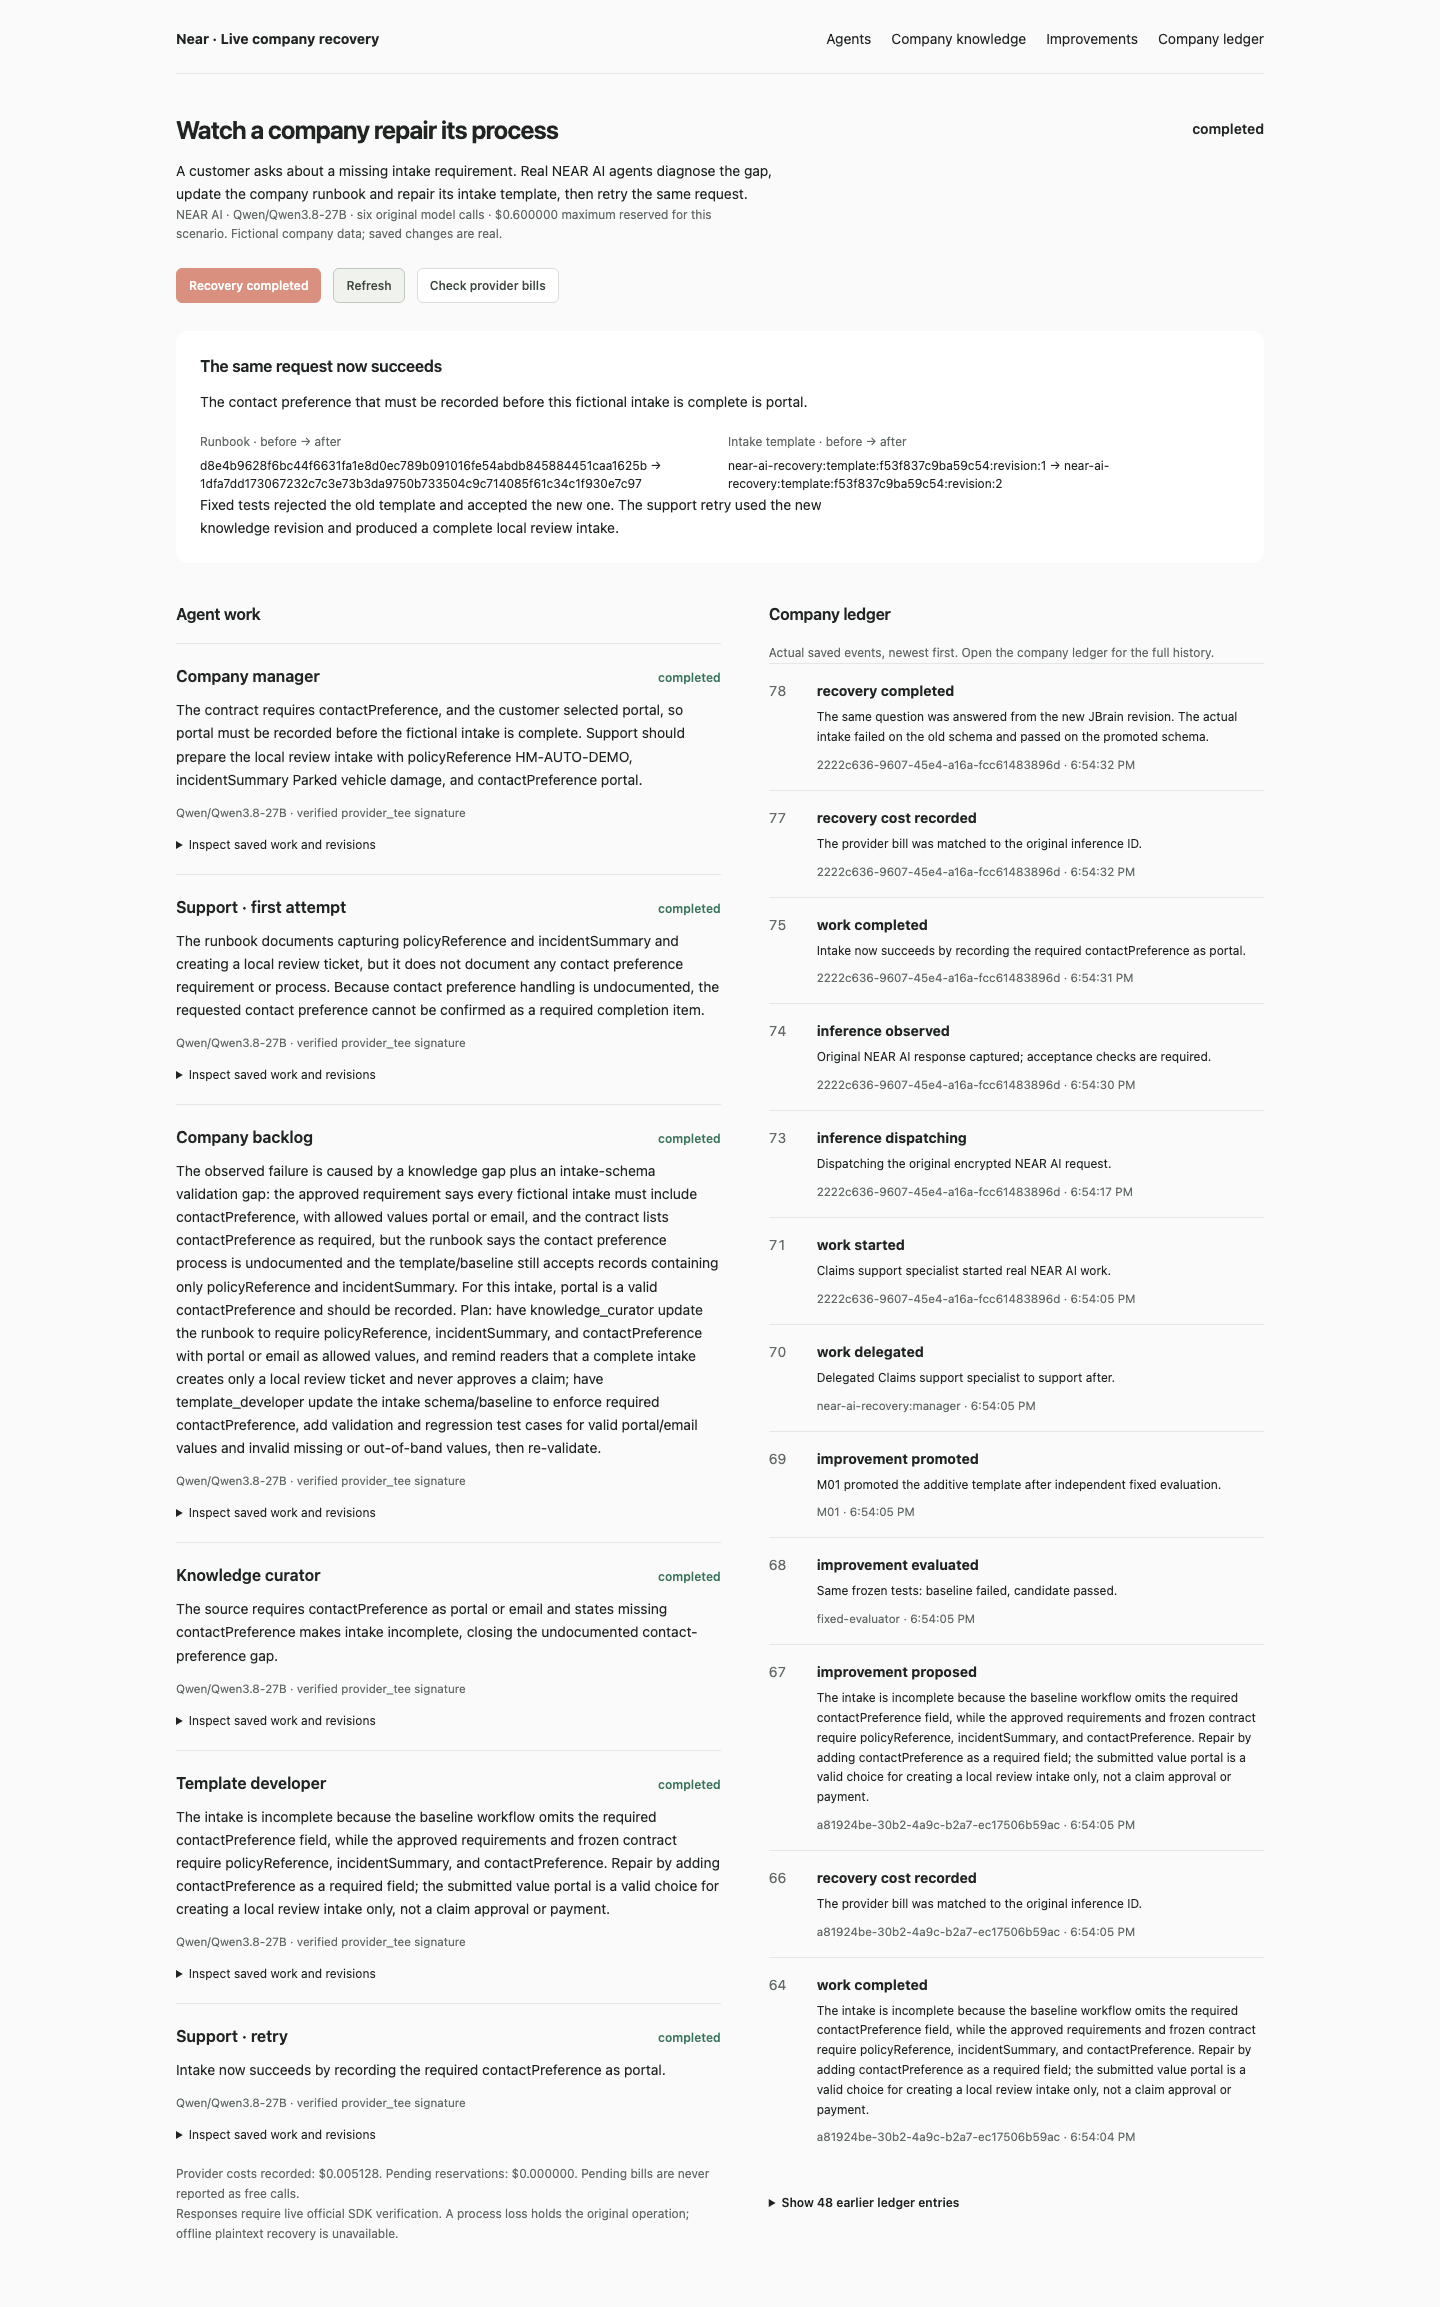 Near · Live company recovery
Agents Company knowledge Improvements Company ledger
Watch a company repair its process
completed
A customer asks about a missing intake requirement. Real NEAR AI agents diagnose the gap,
update the company runbook and repair its intake template, then retry the same request.
NEAR AI · Qwen/Qwen3.8-27B · six original model calls · $0.600000 maximum reserved for this
scenario. Fictional company data; saved changes are real.
Recovery completed Refresh Check provider bills
The same request now succeeds
The contact preference that must be recorded before this fictional intake is complete is portal.
Runbook · before → after
d8e4b9628f6bc44f6631fa1e8d0ec789b091016fe54abdb845884451caa1625b →
1dfa7dd173067232c7c3e73b3da9750b733504c9c714085f61c34c1f930e7c97
Intake template · before → after
near-ai-recovery:template:f53f837c9ba59c54:revision:1 → near-ai-
recovery:template:f53f837c9ba59c54:revision:2
Fixed tests rejected the old template and accepted the new one. The support retry used the new
knowledge revision and produced a complete local review intake.
Agent work
Company manager
completed
The contract requires contactPreference, and the customer selected portal, so
portal must be recorded before the fictional intake is complete. Support should
prepare the local review intake with policyReference HM-AUTO-DEMO,
incidentSummary Parked vehicle damage, and contactPreference portal.
Qwen/Qwen3.8-27B · verified provider_tee signature
▶ Inspect saved work and revisions
Support · first attempt
completed
The runbook documents capturing policyReference and incidentSummary and
creating a local review ticket, but it does not document any contact preference
requirement or process. Because contact preference handling is undocumented, the
requested contact preference cannot be confirmed as a required completion item.
Qwen/Qwen3.8-27B · verified provider_tee signature
▶ Inspect saved work and revisions
Company backlog
completed
The observed failure is caused by a knowledge gap plus an intake-schema
validation gap: the approved requirement says every fictional intake must include
contactPreference, with allowed values portal or email, and the contract lists
contactPreference as required, but the runbook says the contact preference
process is undocumented and the template/baseline still accepts records containing
only policyReference and incidentSummary. For this intake, portal is a valid
contactPreference and should be recorded. Plan: have knowledge_curator update
the runbook to require policyReference, incidentSummary, and contactPreference
with portal or email as allowed values, and remind readers that a complete intake
creates only a local review ticket and never approves a claim; have
template_developer update the intake schema/baseline to enforce required
contactPreference, add validation and regression test cases for valid portal/email
values and invalid missing or out-of-band values, then re-validate.
Qwen/Qwen3.8-27B · verified provider_tee signature
▶ Inspect saved work and revisions
Knowledge curator
completed
The source requires contactPreference as portal or email and states missing
contactPreference makes intake incomplete, closing the undocumented contact-
preference gap.
Qwen/Qwen3.8-27B · verified provider_tee signature
▶ Inspect saved work and revisions
Template developer
completed
The intake is incomplete because the baseline workflow omits the required
contactPreference field, while the approved requirements and frozen contract
require policyReference, incidentSummary, and contactPreference. Repair by adding
contactPreference as a required field; the submitted value portal is a valid choice for
creating a local review intake only, not a claim approval or payment.
Qwen/Qwen3.8-27B · verified provider_tee signature
▶ Inspect saved work and revisions
Support · retry
completed
Intake now succeeds by recording the required contactPreference as portal.
Qwen/Qwen3.8-27B · verified provider_tee signature
▶ Inspect saved work and revisions
Provider costs recorded: $0.005128. Pending reservations: $0.000000. Pending bills are never
reported as free calls.
Responses require live official SDK verification. A process loss holds the original operation;
offline plaintext recovery is unavailable.
Company ledger
Actual saved events, newest first. Open the company ledger for the full history.
78 recovery completed
The same question was answered from the new JBrain revision. The actual
intake failed on the old schema and passed on the promoted schema.
2222c636-9607-45e4-a16a-fcc61483896d · 6:54:32 PM
77 recovery cost recorded
The provider bill was matched to the original inference ID.
2222c636-9607-45e4-a16a-fcc61483896d · 6:54:32 PM
75 work completed
Intake now succeeds by recording the required contactPreference as portal.
2222c636-9607-45e4-a16a-fcc61483896d · 6:54:31 PM
74 inference observed
Original NEAR AI response captured; acceptance checks are required.
2222c636-9607-45e4-a16a-fcc61483896d · 6:54:30 PM
73 inference dispatching
Dispatching the original encrypted NEAR AI request.
2222c636-9607-45e4-a16a-fcc61483896d · 6:54:17 PM
71 work started
Claims support specialist started real NEAR AI work.
2222c636-9607-45e4-a16a-fcc61483896d · 6:54:05 PM
70 work delegated
Delegated Claims support specialist to support after.
near-ai-recovery:manager · 6:54:05 PM
69 improvement promoted
M01 promoted the additive template after independent fixed evaluation.
M01 · 6:54:05 PM
68 improvement evaluated
Same frozen tests: baseline failed, candidate passed.
fixed-evaluator · 6:54:05 PM
67 improvement proposed
The intake is incomplete because the baseline workflow omits the required
contactPreference field, while the approved requirements and frozen contract
require policyReference, incidentSummary, and contactPreference. Repair by
adding contactPreference as a required field; the submitted value portal is a
valid choice for creating a local review intake only, not a claim approval or
payment.
a81924be-30b2-4a9c-b2a7-ec17506b59ac · 6:54:05 PM
66 recovery cost recorded
The provider bill was matched to the original inference ID.
a81924be-30b2-4a9c-b2a7-ec17506b59ac · 6:54:05 PM
64 work completed
The intake is incomplete because the baseline workflow omits the required
contactPreference field, while the approved requirements and frozen contract
require policyReference, incidentSummary, and contactPreference. Repair by
adding contactPreference as a required field; the submitted value portal is a
valid choice for creating a local review intake only, not a claim approval or
payment.
a81924be-30b2-4a9c-b2a7-ec17506b59ac · 6:54:04 PM
▶ Show 48 earlier ledger entries